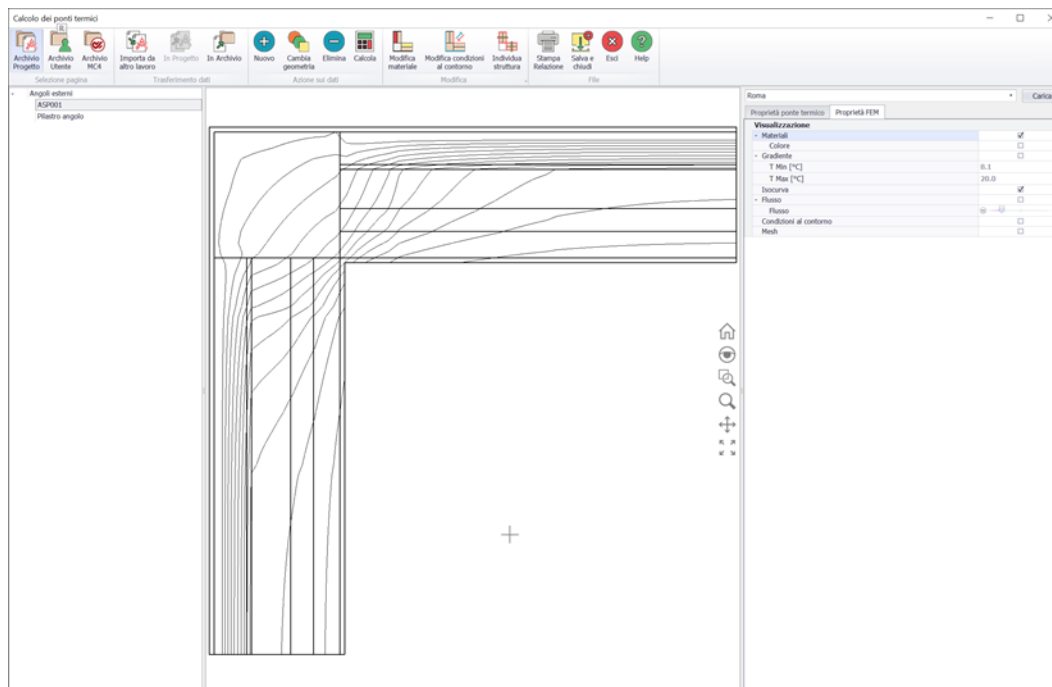 Calcolo dei ponti termici
Archivio Progetto
Archivio Utente
Archivio MC4
Importa da altro lavoro
In Progetto
In Archivio
Nuovo
Cambia geometria
Elimina
Calcola
Modifica materiale
Modifica condizioni al contorno
Individua struttura
Stampa Relazione
Salva e chiudi
Esci
Help
Selezione pagina
Trasferimento dati
Azione sui dati
Modifica
File
Angoli esterni
ASP001
Pilastro angolo
Roma
Carica
Proprietà ponte termico
Proprietà FEM
Visualizzazione
Materiali
Colore
Gradiente
T Min [°C] 8.1
T Max [°C] 20.0
Isocurva
Flusso
Flusso
Condizioni al contorno
Mesh